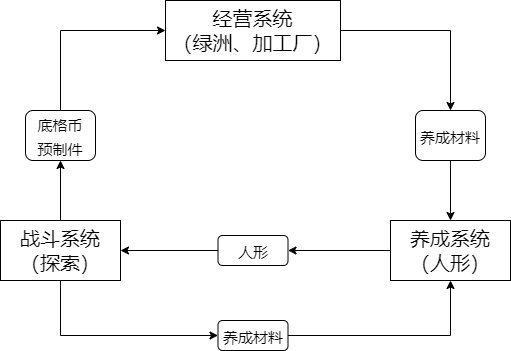 经营系统
（绿洲、加工厂）
底格币
预制件
养成材料
战斗系统
（探索）
人形
养成系统
（人形）
养成材料